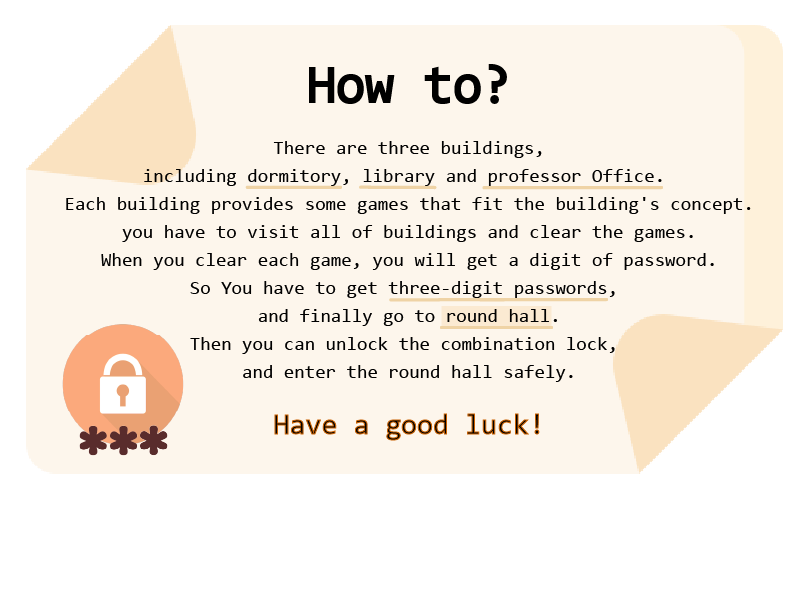 How to?
There are three buildings,
including dormitory, library and professor Office.
Each building provides some games that fit the building's concept.
you have to visit all of buildings and clear the games.
When you clear each game, you will get a digit of password.
So You have to get three-digit passwords,
and finally go to round hall.
Then you can unlock the combination lock,
and enter the round hall safely.
Have a good luck!
***